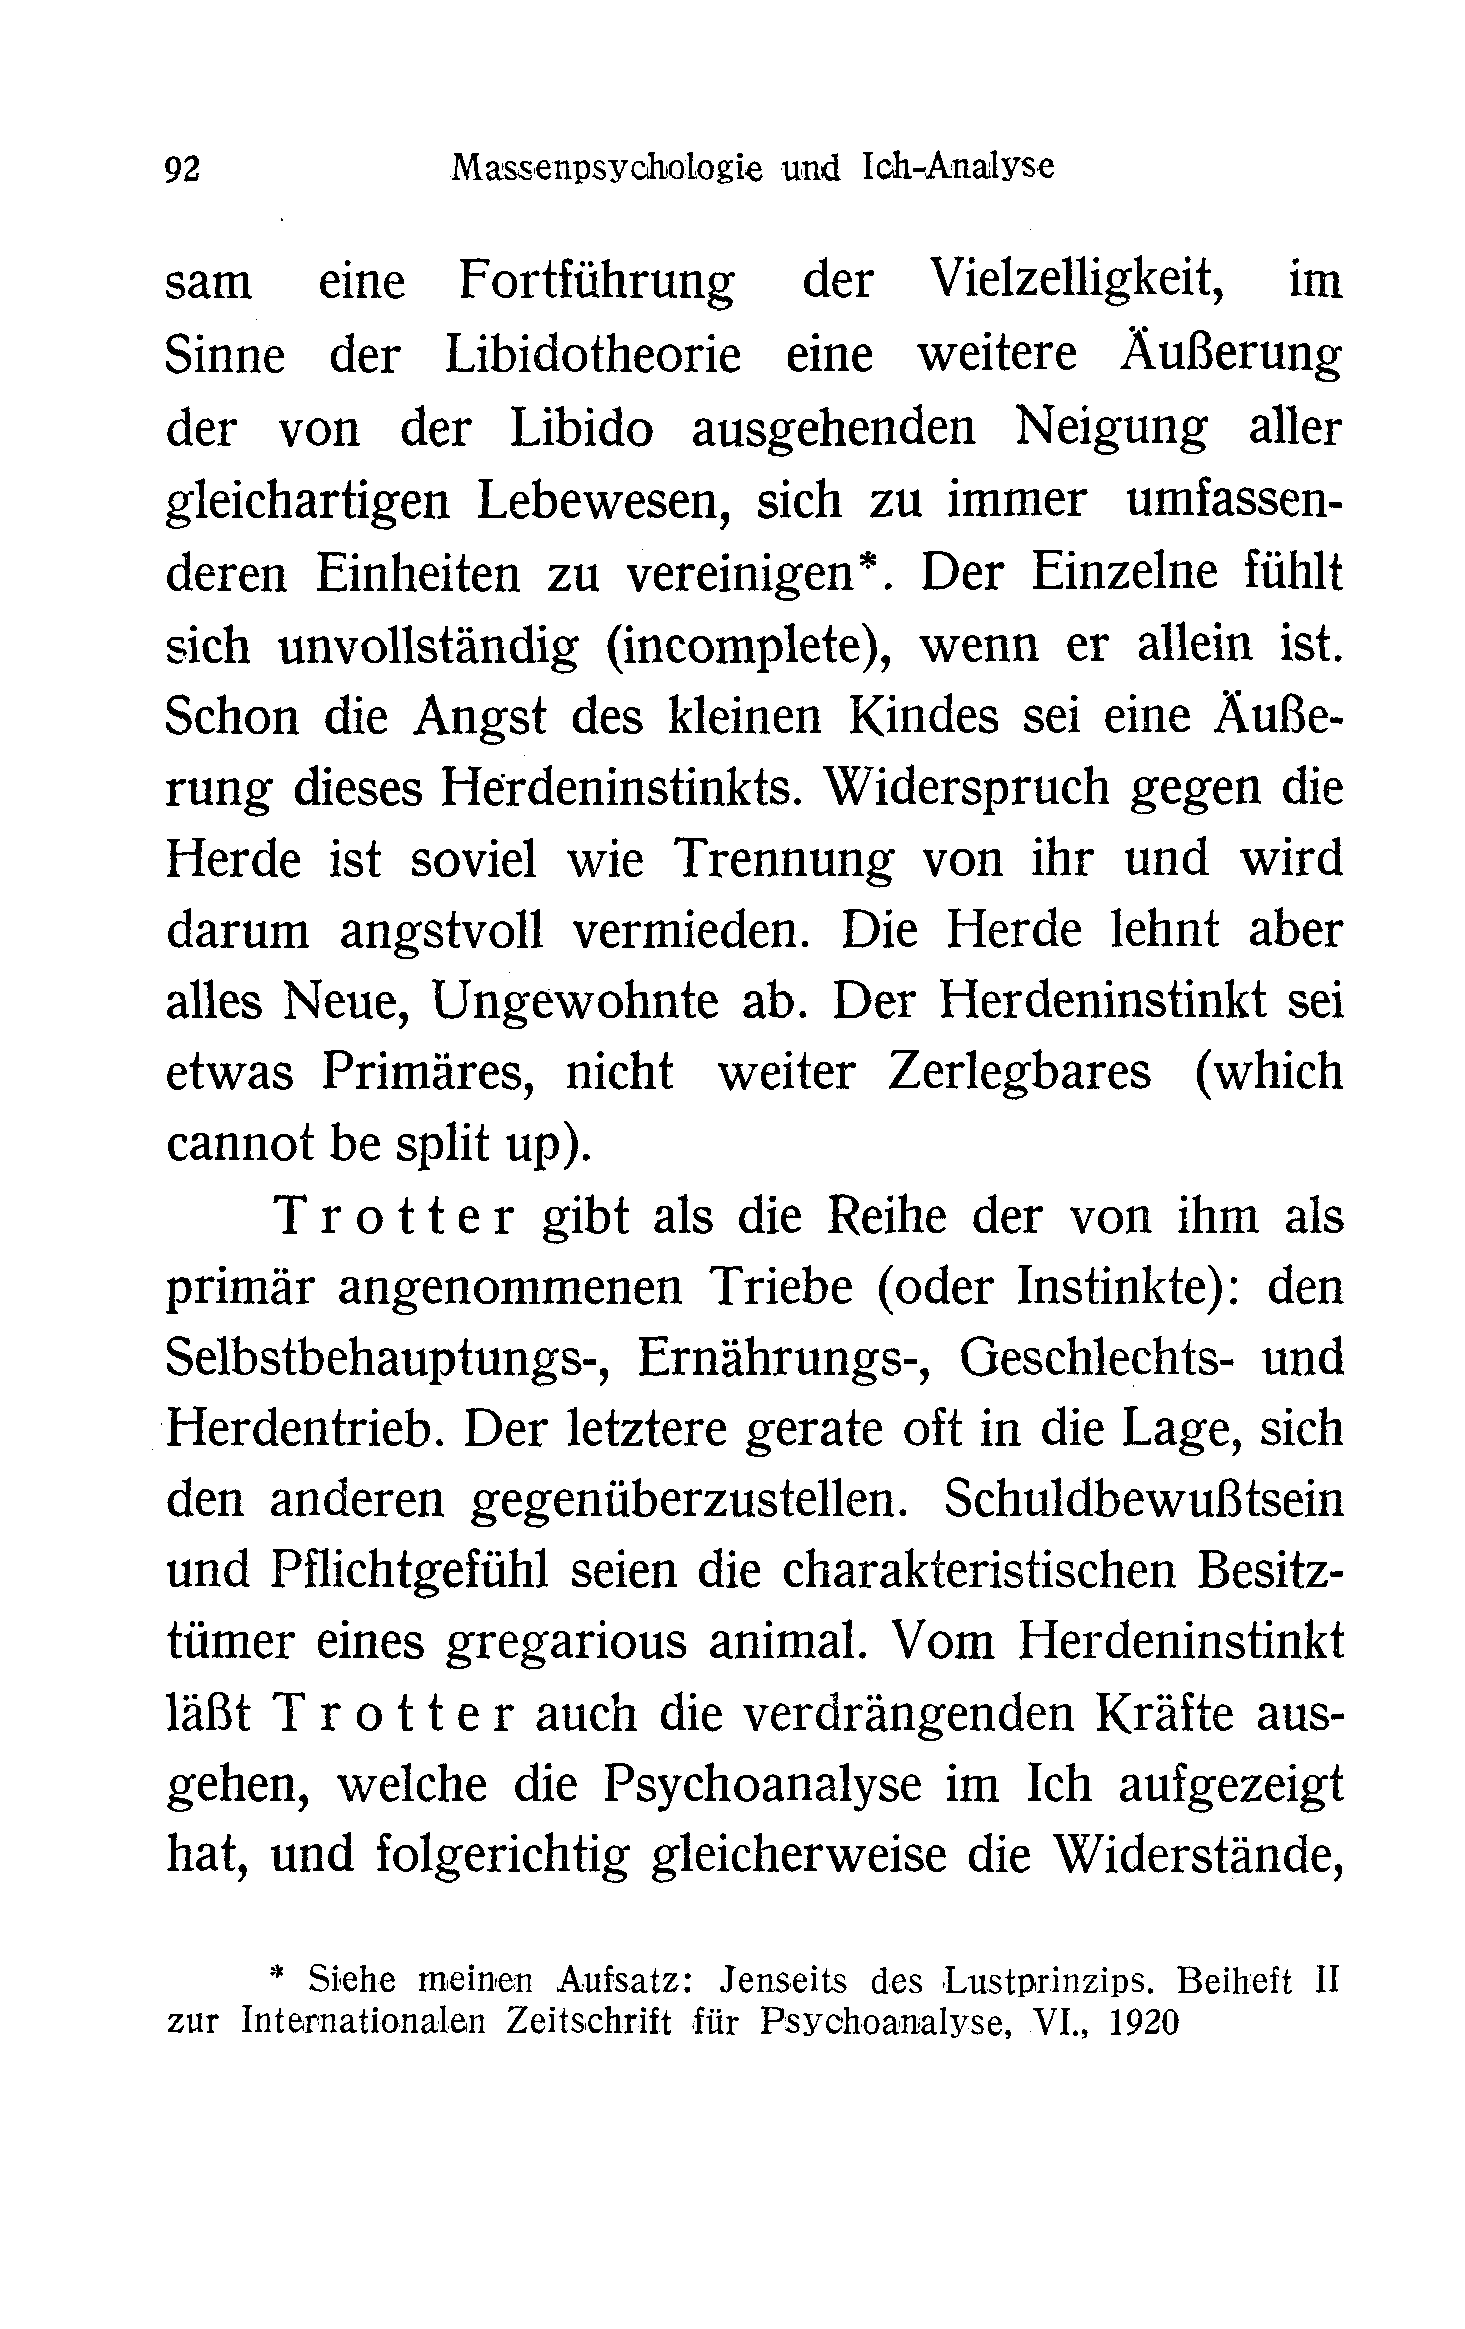 92 Massenpsychologie und Ich-Analyse
sam eine Fortführung der Vielzelligkeit, im
Sinne der Libidotheorie eine weitere Äußerung
der von der Libido ausgehenden Neigung aller
gleichartigen Lebewesen, sich zu immer umfassen-
deren Einheiten zu vereinigen*. Der Einzelne fühlt
sich unvollständig (incomplete), wenn er allein ist.
Schon die Angst des kleinen Kindes sei eine Äuße-
rung dieses Herdeninstinkts. Widerspruch gegen die
Herde ist soviel wie Trennung von ihr und wird
darum angstvoll vermieden. Die Herde lehnt aber
alles Neue, Ungewohnte ab. Der Herdeninstinkt sei
etwas Primäres, nicht weiter Zerlegbares (which
cannot be split up).
T r o t t e r gibt als die Reihe der von ihm als
primär angenommenen Triebe (oder Instinkte): den
Selbstbehauptungs-, Ernährungs-, Geschlechts- und
Herdentrieb. Der letztere gerate oft in die Lage, sich
den anderen gegenüberzustellen. Schuldbewußtsein
und Pflichtgefühl seien die charakteristischen Besitz-
tümer eines gregarious animal. Vom Herdeninstinkt
läßt T r o t t e r auch die verdrängenden Kräfte aus-
gehen, welche die Psychoanalyse im Ich aufgezeigt
hat, und folgerichtig gleicherweise die Widerstände,
* Siehe meinen Aufsatz: Jenseits des Lustprinzips. Beiheft II
zur Internationalen Zeitschrift für Psychoanalyse, VI., 1920